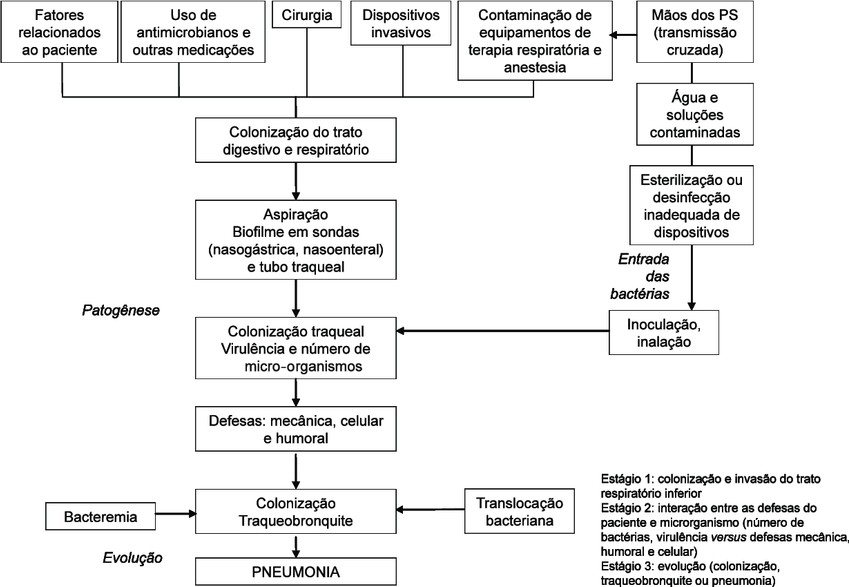 Fatores
relacionados
ao paciente
Uso de
antimicrobianos e
outras medicações
Cirurgia
Dispositivos
invasivos
Contaminação de
equipamentos de
terapia respiratória e
anestesia
Mãos dos PS
(transmissão
cruzada)
Água e
soluções
contaminadas
Colonização do trato
digestivo e respiratório
Esterilização ou
desinfecção
inadequada de
dispositivos
Aspiração
Biofilme em sondas
(nasogástrica, nasoenteral)
e tubo traqueal
Entrada
das
bactérias
Patogênese
Colonização traqueal
Virulência e número de
micro-organismos
Inoculação,
inalação
Defesas: mecânica, celular
e humoral
Bacteremia
Colonização
Traqueobronquite
Translocação
bacteriana
Evolução
PNEUMONIA
Estágio 1: colonização e invasão do trato
respiratório inferior
Estágio 2: interação entre as defesas do
paciente e microrganismo (número de
bactérias, virulência versus defesas mecânica,
humoral e celular)
Estágio 3: evolução (colonização,
traqueobronquite ou pneumonia)